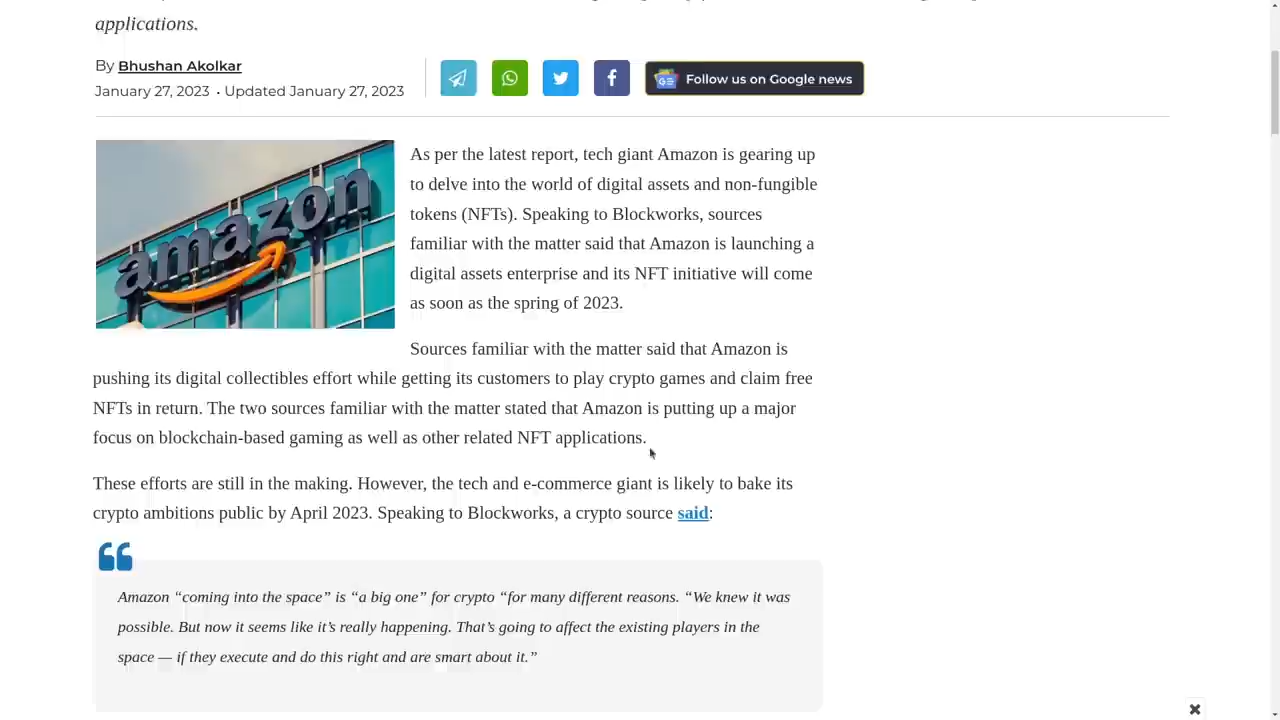 applications.
By Bhushan Akolkar
January 27, 2023 • Updated January 27, 2023
Follow us on Google news
amazon
As per the latest report, tech giant Amazon is gearing up
to delve into the world of digital assets and non-fungible
tokens (NFTs). Speaking to Blockworks, sources
familiar with the matter said that Amazon is launching a
digital assets enterprise and its NFT initiative will come
as soon as the spring of 2023.
Sources familiar with the matter said that Amazon is
pushing its digital collectibles effort while getting its customers to play crypto games and claim free
NFTs in return. The two sources familiar with the matter stated that Amazon is putting up a major
focus on blockchain-based gaming as well as other related NFT applications.
These efforts are still in the making. However, the tech and e-commerce giant is likely to bake its
crypto ambitions public by April 2023. Speaking to Blockworks, a crypto source said:
Amazon “coming into the space” is “a big one” for crypto “for many different reasons. “We knew it was
possible. But now it seems like it’s really happening. That’s going to affect the existing players in the
space — if they execute and do this right and are smart about it.”